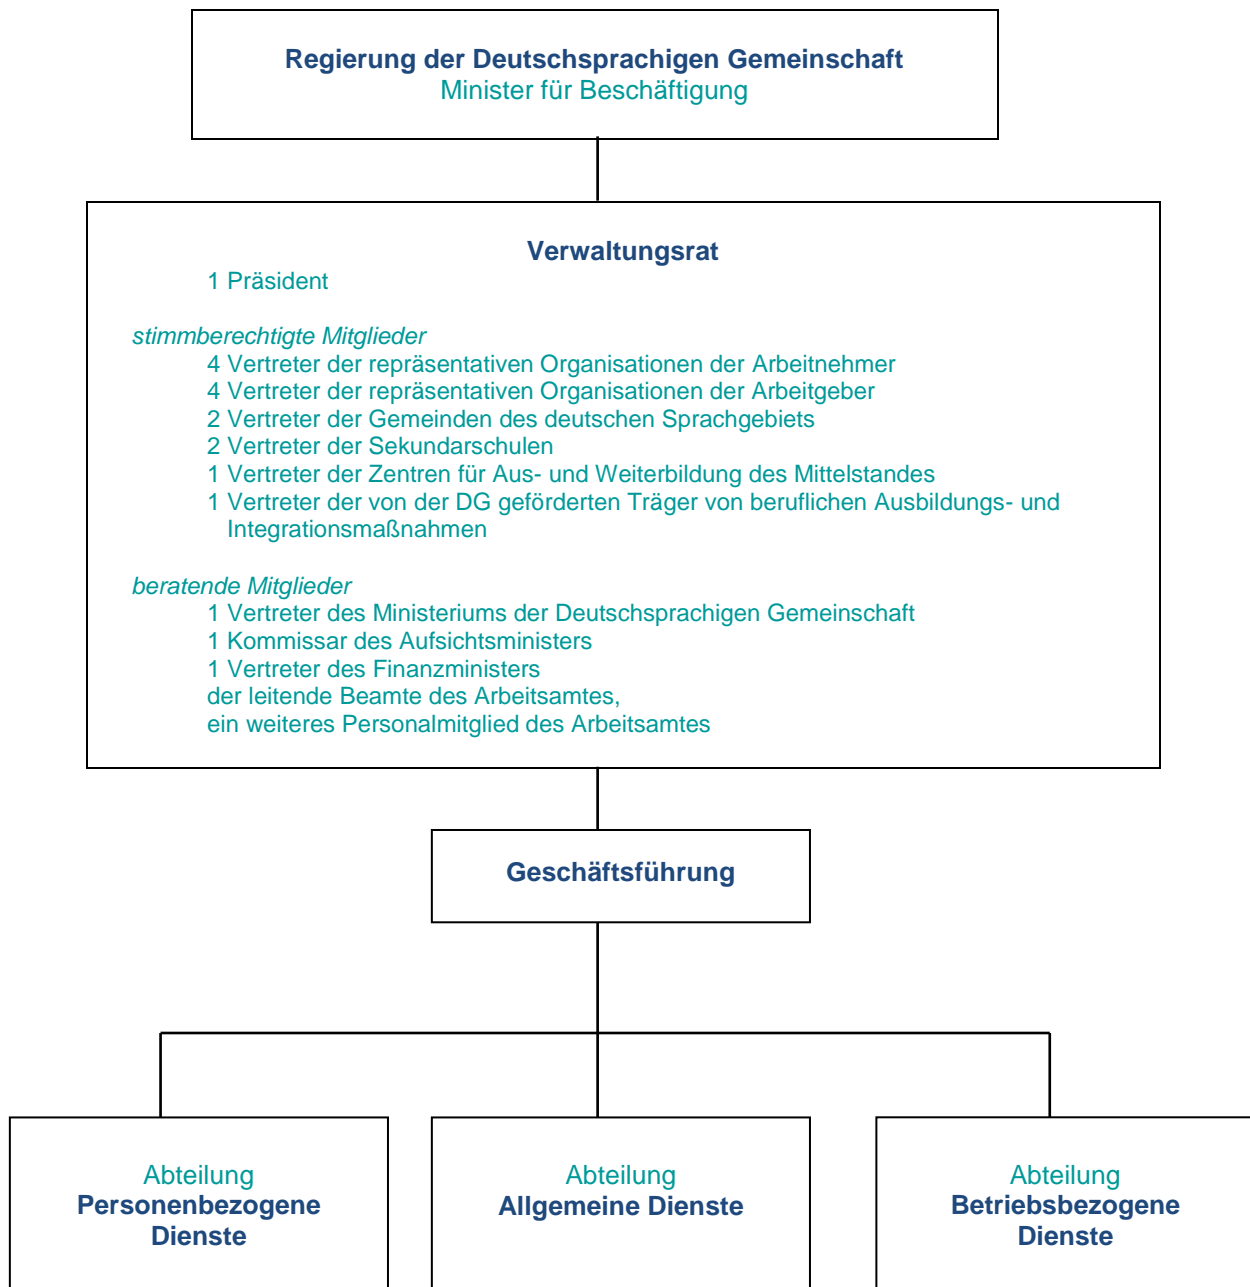 Regierung der Deutschsprachigen Gemeinschaft
Minister für Beschäftigung
Verwaltungsrat
1 Präsident
stimmberechtigte Mitglieder
4 Vertreter der repräsentativen Organisationen der Arbeitnehmer
4 Vertreter der repräsentativen Organisationen der Arbeitgeber
2 Vertreter der Gemeinden des deutschen Sprachgebiets
2 Vertreter der Sekundarschulen
1 Vertreter der Zentren für Aus- und Weiterbildung des Mittelstandes
1 Vertreter der von der DG geförderten Träger von beruflichen Ausbildungs- und
Integrationsmaßnahmen
beratende Mitglieder
1 Vertreter des Ministeriums der Deutschsprachigen Gemeinschaft
1 Kommissar des Aufsichtsministers
1 Vertreter des Finanzministers
der leitende Beamte des Arbeitsamtes,
ein weiteres Personalmitglied des Arbeitsamtes
Geschäftsführung
Abteilung
Personenbezogene
Dienste
Abteilung
Allgemeine Dienste
Abteilung
Betriebsbezogene
Dienste